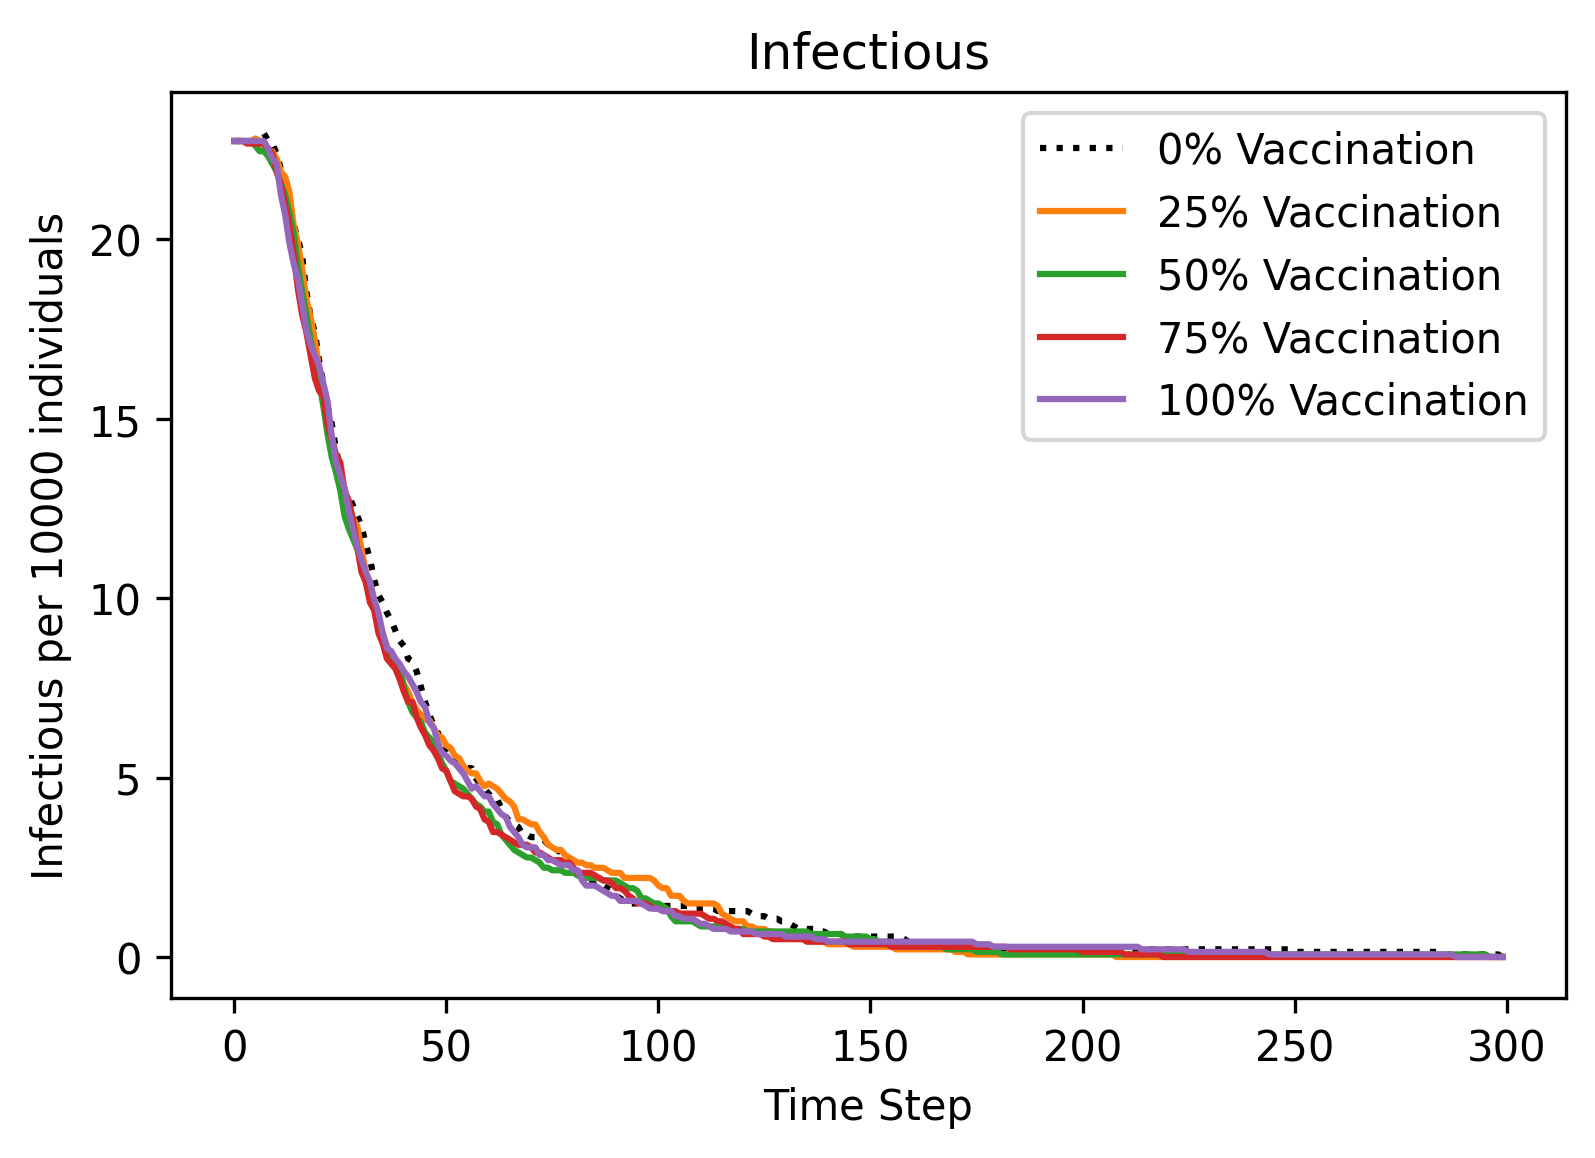 Infectious
Infectious per 10000 individuals
20
15
10
5
0
0% Vaccination
25% Vaccination
50% Vaccination
75% Vaccination
100% Vaccination
0 50 100 150 200 250 300
Time Step